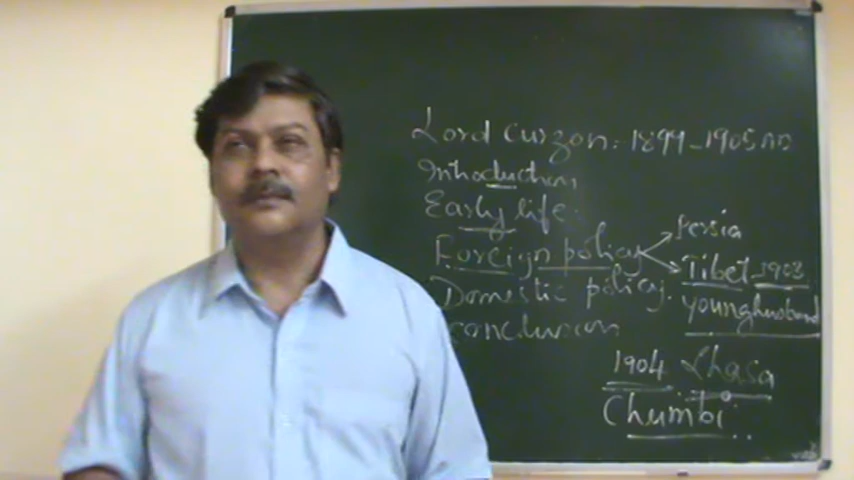 Lord Curzon: 1899-1905 AD
Introduction
Early life.
Foreign policy
Persia
Tibet 1903
younghusband
Domestic policy.
conclusion
1904 Lhasa
Chumbi